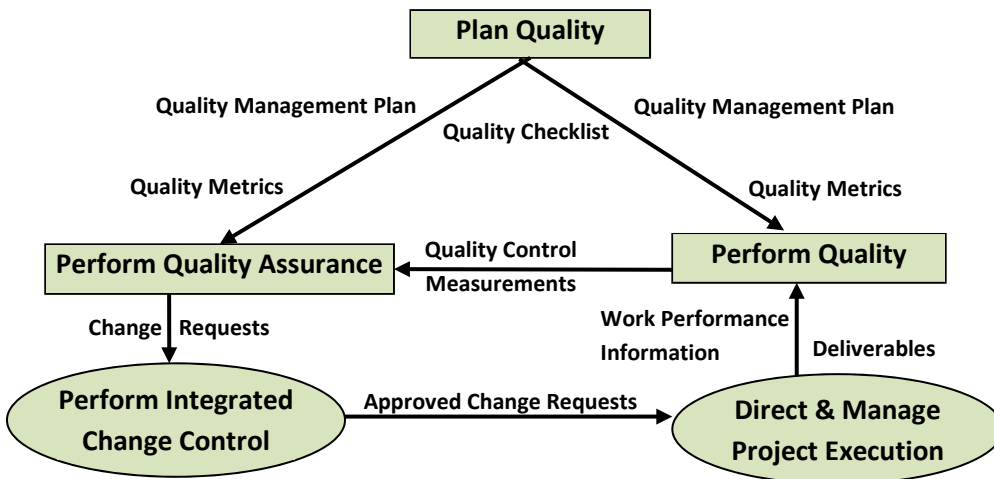 Plan Quality
Quality Management Plan
Quality Management Plan
Quality Checklist
Quality Metrics
Quality Metrics
Perform Quality Assurance
Quality Control
Measurements
Perform Quality
Change Requests
Work Performance
Information
Deliverables
Perform Integrated
Change Control
Approved Change Requests
Direct & Manage
Project Execution